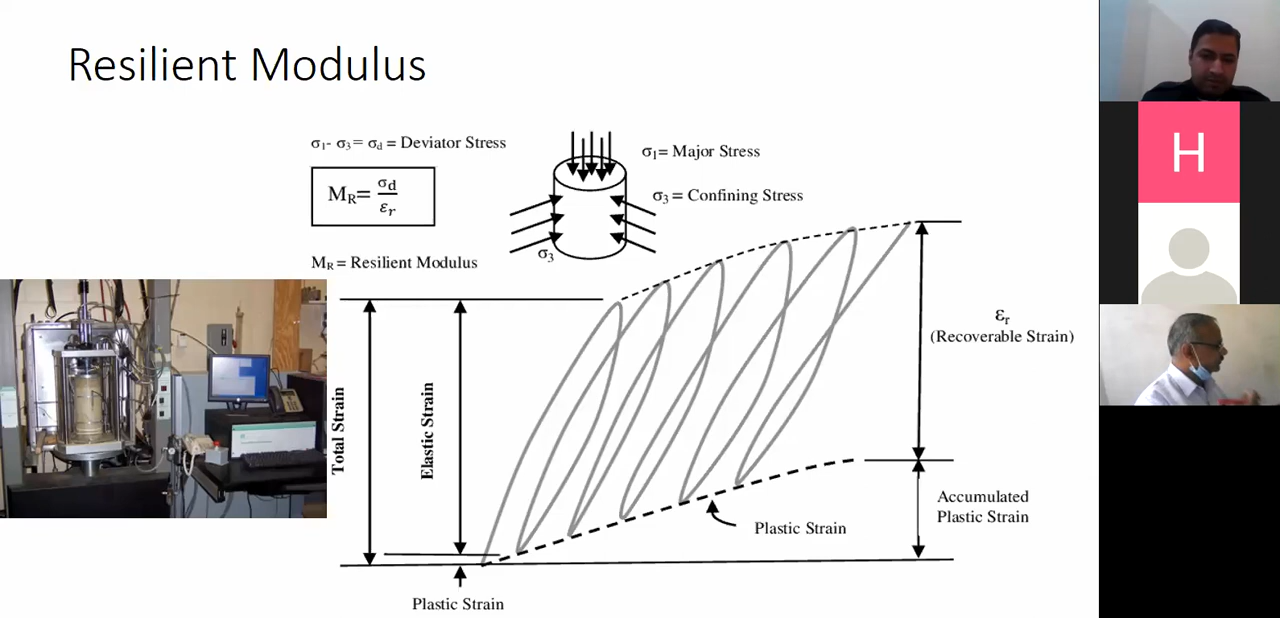 Resilient Modulus
σ₁- σ₃= σd = Deviator Stress
MR= σd / εr
MR = Resilient Modulus
σ₁= Major Stress
σ₃ = Confining Stress
σ₃
Total Strain
Elastic Strain
Plastic Strain
Plastic Strain
εr
(Recoverable Strain)
Accumulated
Plastic Strain
H